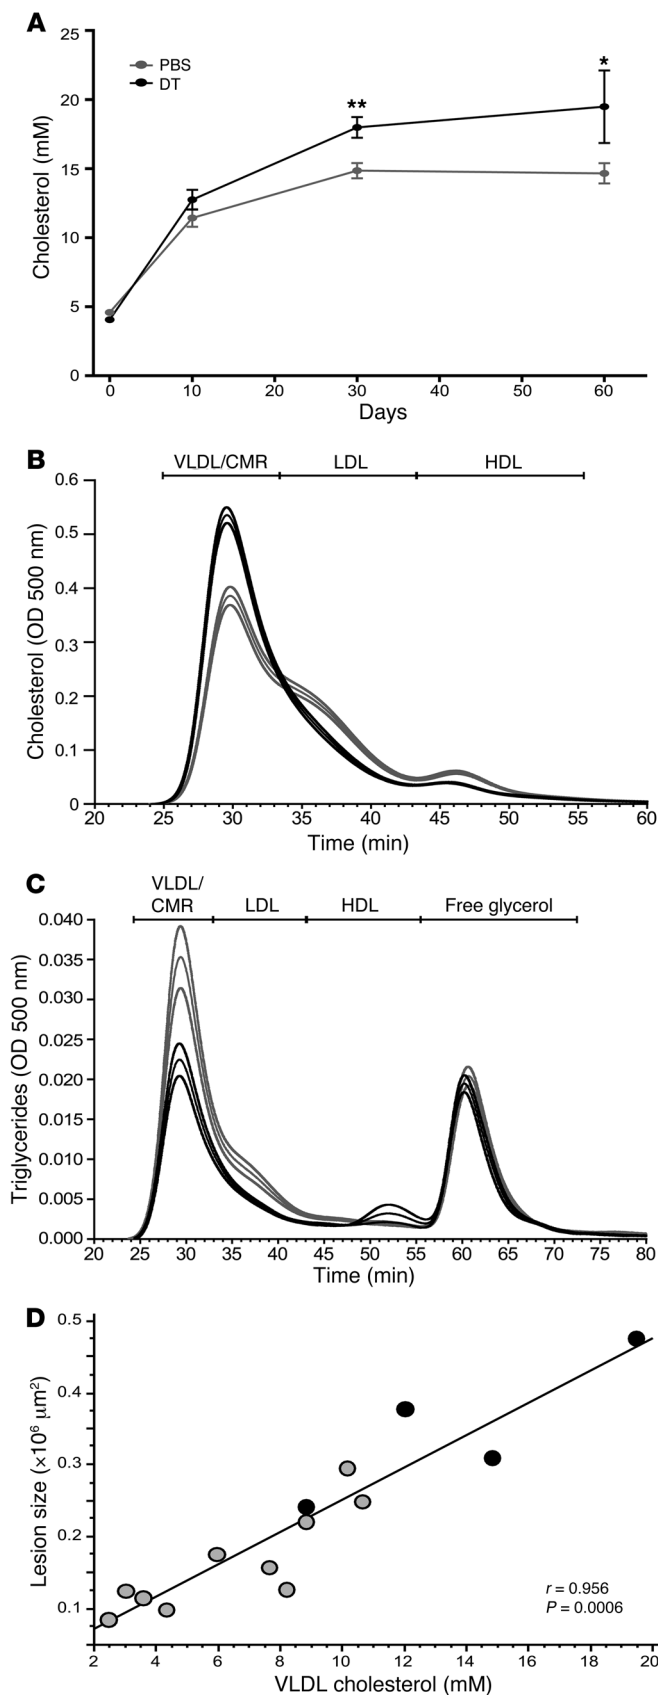 A
25
20
15
10
5
0
Cholesterol (mM)
PBS
DT
**
*
0 10 20 30 40 50 60
Days
B
VLDL/CMR LDL HDL
0.6
0.5
0.4
0.3
0.2
0.1
0
Cholesterol (OD 500 nm)
20 25 30 35 40 45 50 55 60
Time (min)
C
VLDL/
CMR LDL HDL Free glycerol
0.040
0.035
0.030
0.025
0.020
0.015
0.010
0.005
0.000
Triglycerides (OD 500 nm)
20 25 30 35 40 45 50 55 60 65 70 75 80
Time (min)
D
0.5
0.4
0.3
0.2
0.1
Lesion size (×10⁶ μm²)
r = 0.956
P = 0.0006
2 4 6 8 10 12 14 16 18 20
VLDL cholesterol (mM)